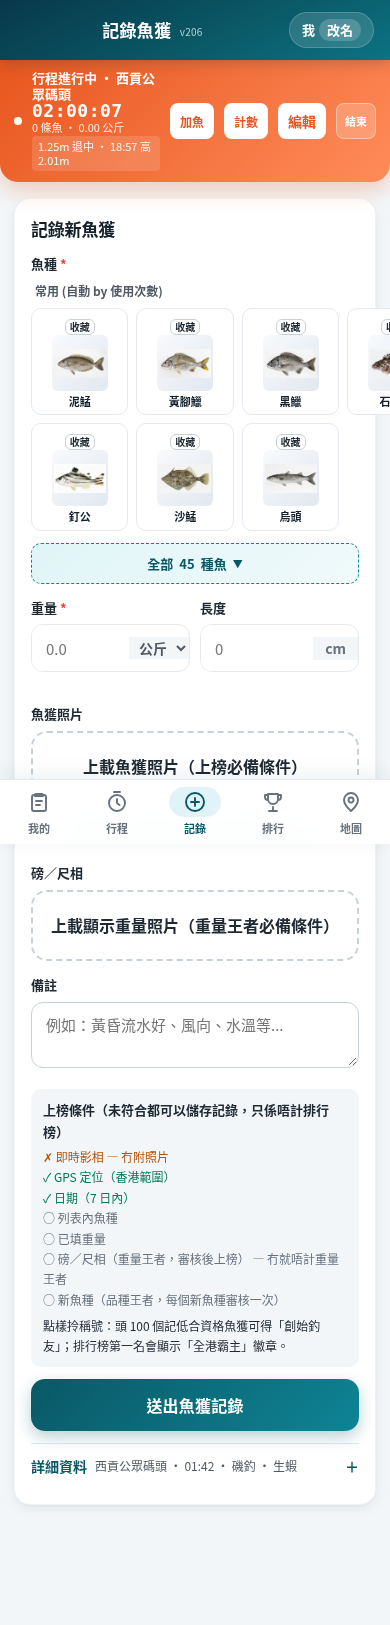 記錄魚獲 v206
我 改名
行程進行中 · 西貢公
眾碼頭
02:00:07
0 條魚 · 0.00 公斤
1.25m 退中 · 18:57 高
2.01m
加魚
計數
編輯
結束
記錄新魚獲
魚種 *
常用 (自動 by 使用次數)
收藏 收藏 收藏
泥鯭 黃腳鱲 黑鱲 石
收藏 收藏 收藏
釘公 沙鯭 烏頭
全部 45 種魚 ▼
重量 * 長度
0.0 公斤 0 cm
魚獲照片
上載魚獲照片（上榜必備條件）
我的 行程 記錄 排行 地圖
磅／尺相
上載顯示重量照片（重量王者必備條件）
備註
例如：黃昏流水好、風向、水溫等...
上榜條件（未符合都可以儲存記錄，只係唔計排行
榜）
✗ 即時影相 — 冇附照片
✓ GPS 定位（香港範圍）
✓ 日期（7 日內）
○ 列表內魚種
○ 已填重量
○ 磅／尺相（重量王者，審核後上榜） — 冇就唔計重量
王者
○ 新魚種（品種王者，每個新魚種審核一次）
點樣拎稱號：頭 100 個記低合資格魚獲可得「創始釣
友」；排行榜第一名會顯示「全港霸主」徽章。
送出魚獲記錄
詳細資料 西貢公眾碼頭 · 01:42 · 磯釣 · 生蝦 +